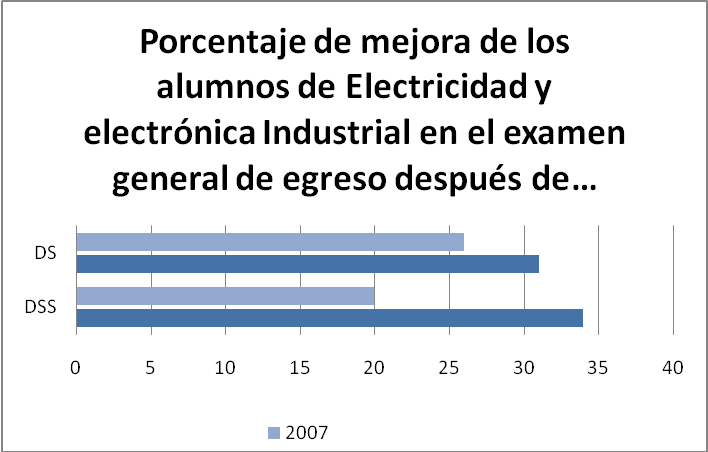 Porcentaje de mejora de los
alumnos de Electricidad y
electrónica Industrial en el examen
general de egreso después de…
DS
DSS
0 5 10 15 20 25 30 35 40
2007